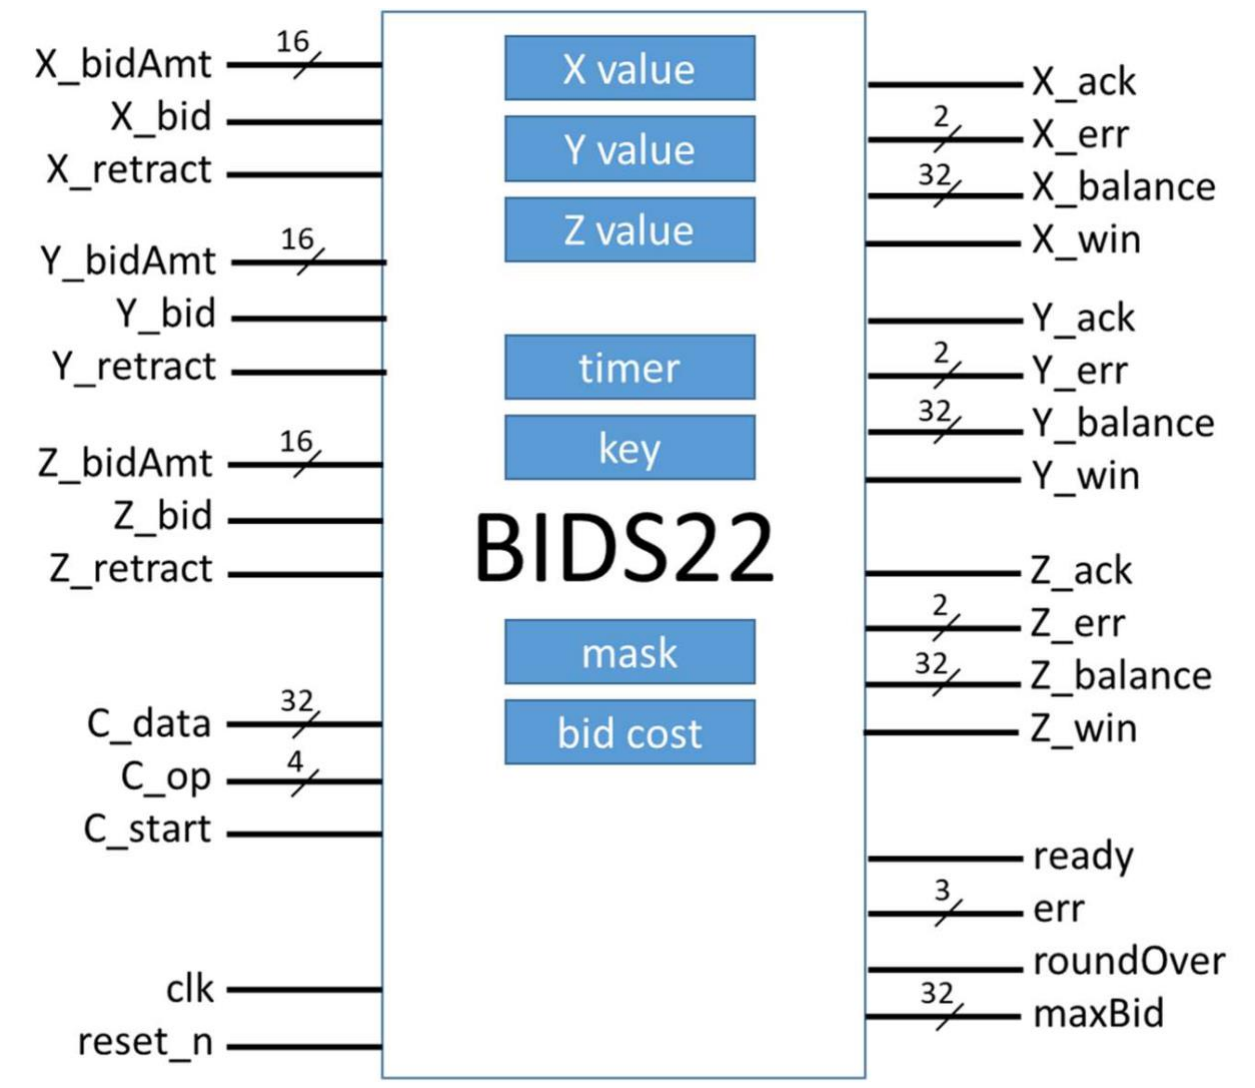 16
X_bidAmt
X_bid
X_retract
16
Y_bidAmt
Y_bid
Y_retract
16
Z_bidAmt
Z_bid
Z_retract
32
C_data
4
C_op
C_start
clk
reset_n
X value
Y value
Z value
timer
key
BIDS22
mask
bid cost
X_ack
2
X_err
32
X_balance
X_win
Y_ack
2
Y_err
32
Y_balance
Y_win
Z_ack
2
Z_err
32
Z_balance
Z_win
ready
3
err
roundOver
32
maxBid